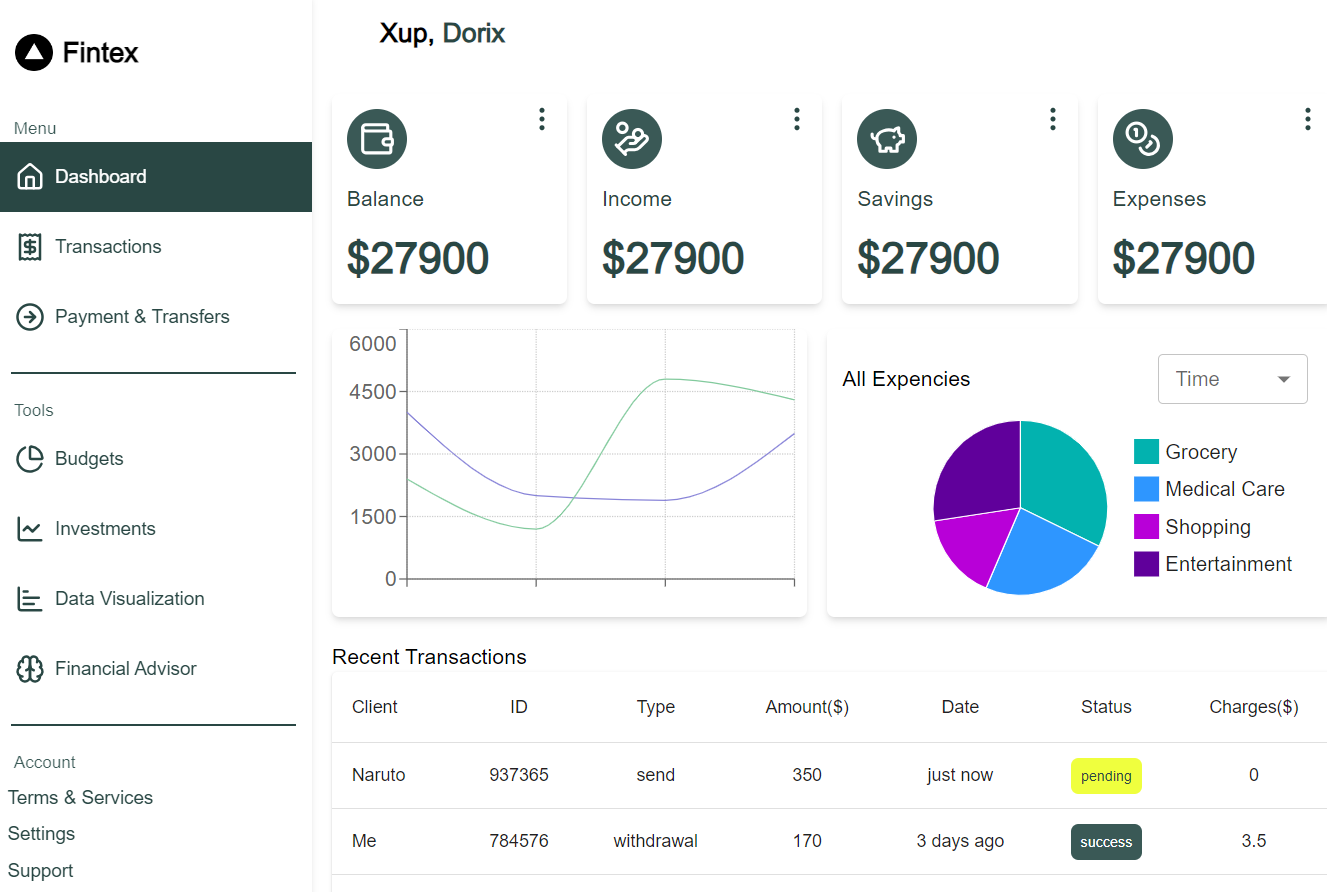 Fintex
Menu
Dashboard
Transactions
Payment & Transfers
Tools
Budgets
Investments
Data Visualization
Financial Advisor
Account
Terms & Services
Settings
Support
Xup, Dorix
Balance
$27900
Income
$27900
Savings
$27900
Expenses
$27900
6000
4500
3000
1500
0
All Expencies
Time
Grocery
Medical Care
Shopping
Entertainment
Recent Transactions
Client ID Type Amount($) Date Status Charges($)
Naruto 937365 send 350 just now pending 0
Me 784576 withdrawal 170 3 days ago success 3.5